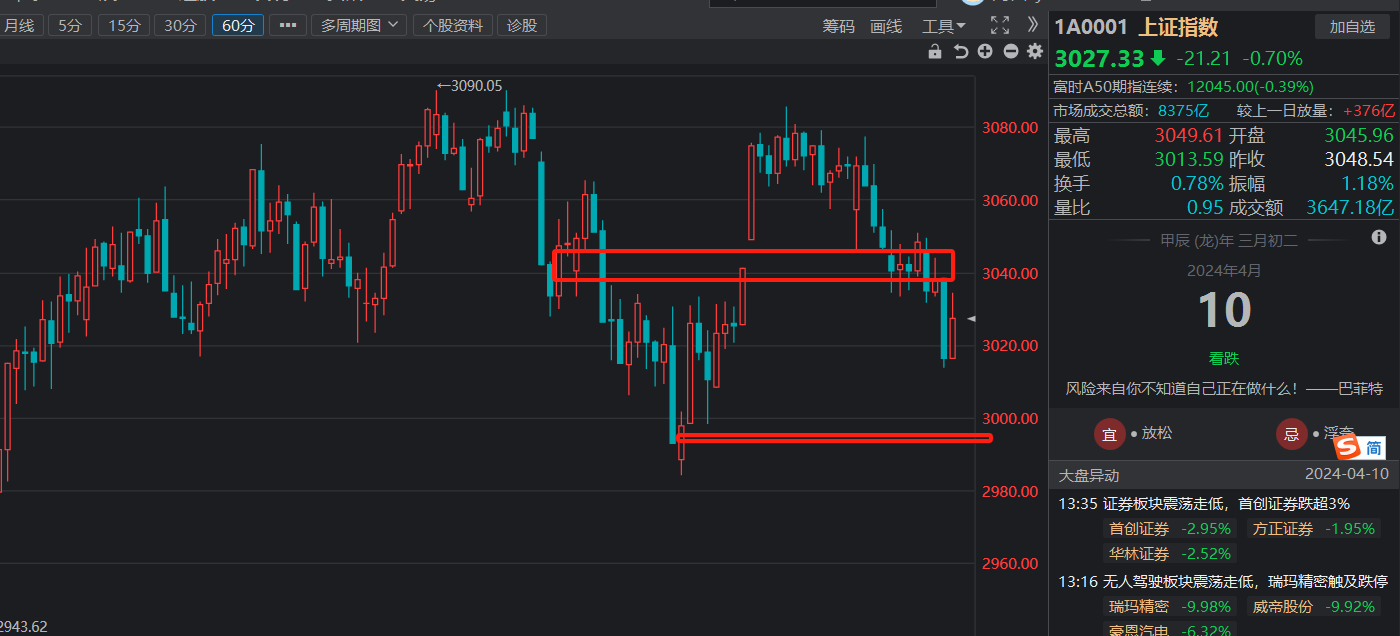 月线 5分 15分 30分 60分 ••• 多周期图 个股资料 诊股 筹码 画线 工具
←3090.05
3080.00
3060.00
3040.00
3020.00
3000.00
2980.00
2960.00
2943.62
1A0001 上证指数 加自选
3027.33 -21.21 -0.70%
富时A50期指连续: 12045.00(-0.39%)
市场成交总额: 8375亿 较上一日放量: +376亿
最高 3049.61 开盘 3045.96
最低 3013.59 昨收 3048.54
换手 0.78% 振幅 1.18%
量比 0.95 成交额 3647.18亿
甲辰 (龙)年 三月初二
2024年4月
10
看跌
风险来自你不知道自己正在做什么！——巴菲特
宜 • 放松 忌 • 浮夸
S 简
大盘异动 2024-04-10
13:35 证券板块震荡走低，首创证券跌超3%
首创证券 -2.95% 方正证券 -1.95%
华林证券 -2.52%
13:16 无人驾驶板块震荡走低，瑞玛精密触及跌停
瑞玛精密 -9.98% 威帝股份 -9.92%
豪恩汽电 -6.32%